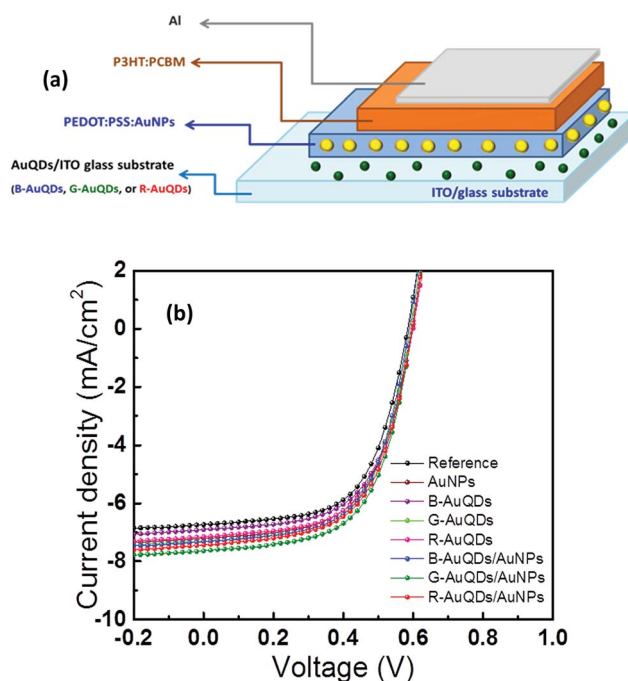 Al
(a)
P3HT:PCBM
PEDOT:PSS:AuNPs
AuQDs/ITO glass substrate
(B-AuQDs, G-AuQDs, or R-AuQDs)
ITO/glass substrate
(b)
Current density (mA/cm²)
2
0
-2
-4
-6
-8
-10
Reference
AuNPs
B-AuQDs
G-AuQDs
R-AuQDs
B-AuQDs/AuNPs
G-AuQDs/AuNPs
R-AuQDs/AuNPs
-0.2 0.0 0.2 0.4 0.6 0.8 1.0
Voltage (V)